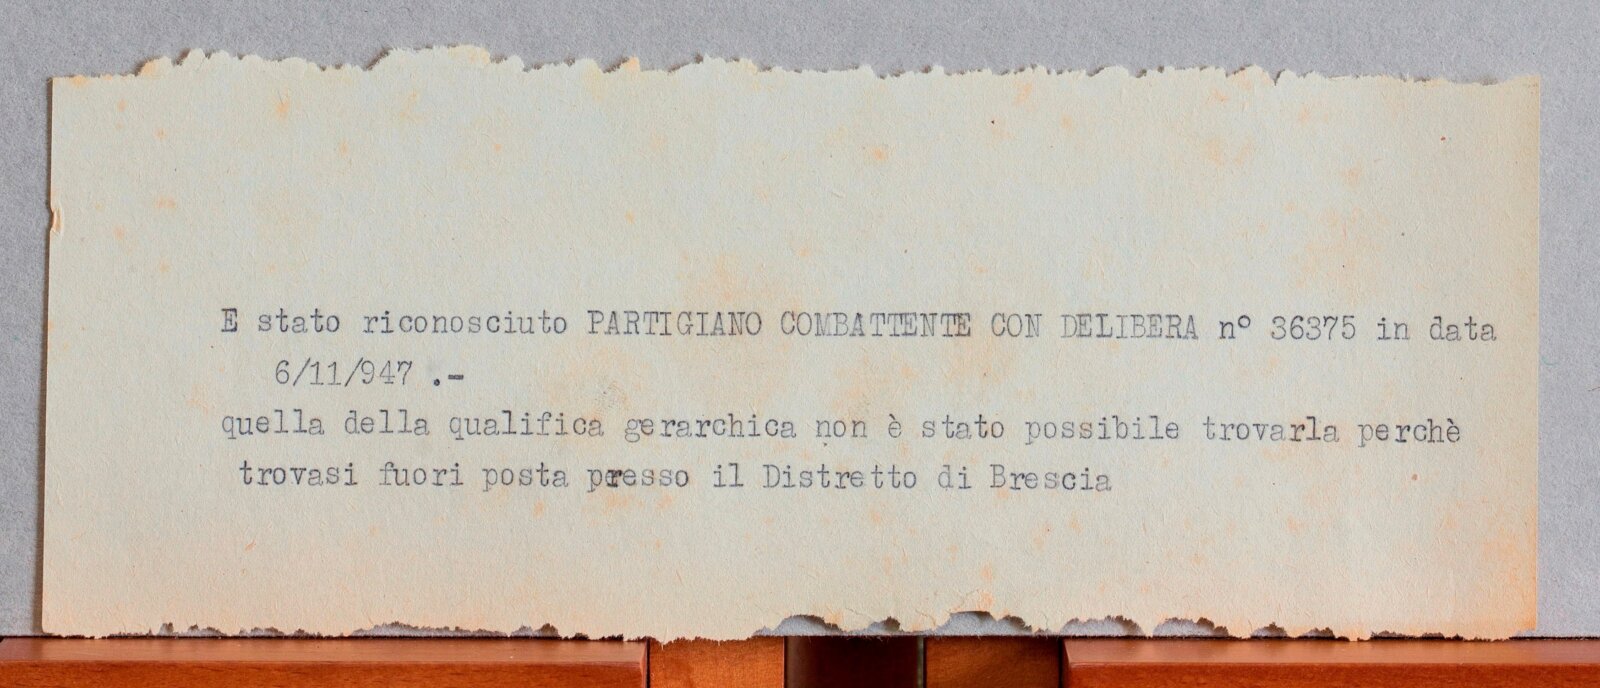 E stato riconosciuto PARTIGIANO COMBATTENTE CON DELIBERA n° 36375 in data
6/11/947 .-
quella della qualifica gerarchica non è stato possibile trovarla perchè
trovasi fuori posta presso il Distretto di Brescia